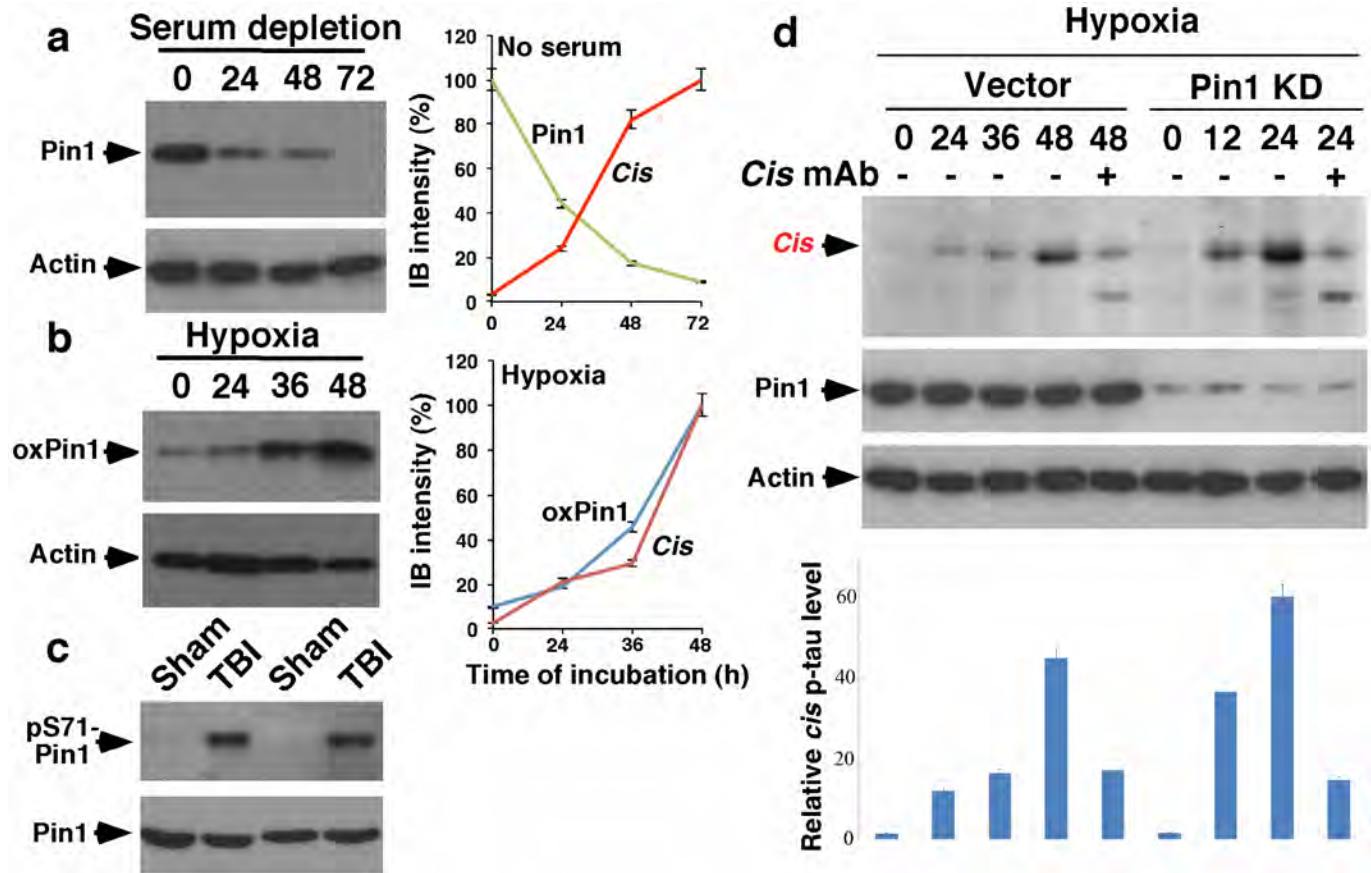 a
Serum depletion
0 24 48 72
Pin1
Actin
120
100
80
60
40
20
0
IB intensity (%)
No serum
Pin1
Cis
0 24 48 72
b
Hypoxia
0 24 36 48
oxPin1
Actin
120
100
80
60
40
20
0
IB intensity (%)
Hypoxia
oxPin1
Cis
0 24 36 48
Time of incubation (h)
c
Sham TBI Sham TBI
pS71-
Pin1
Pin1
d
Hypoxia
Vector Pin1 KD
0 24 36 48 48 0 12 24 24
Cis mAb - - - - + - - - +
Cis
Pin1
Actin
Relative cis p-tau level
60
40
20
0